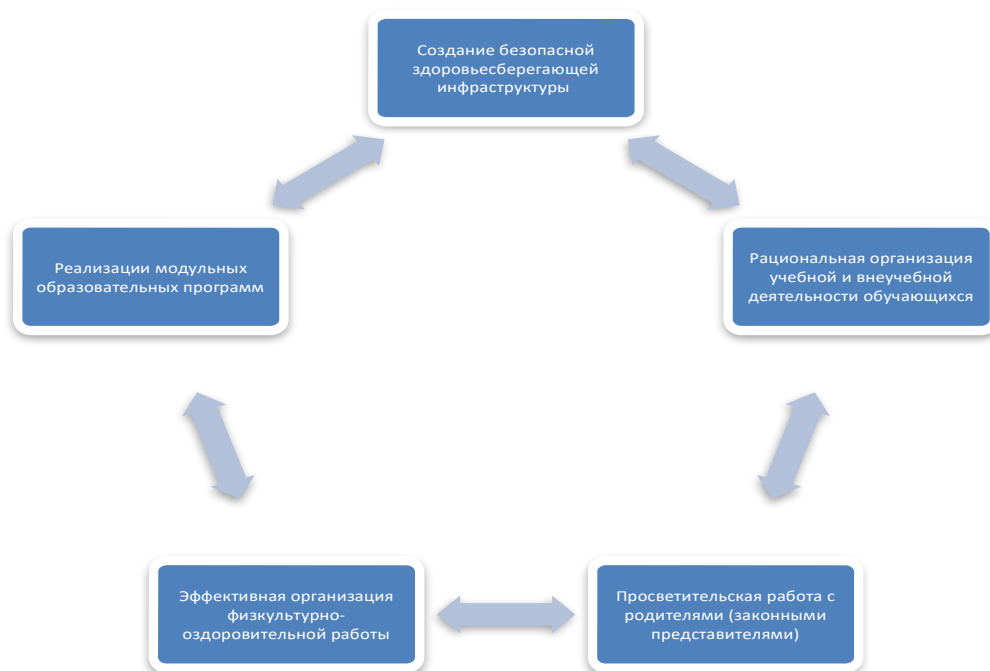 Создание безопасной
здоровьесберегающей
инфраструктуры
Реализации модульных
образовательных программ
Рациональная организация
учебной и внеучебной
деятельности обучающихся
Эффективная организация
физкультурно-
оздоровительной работы
Просветительская работа с
родителями (законными
представителями)